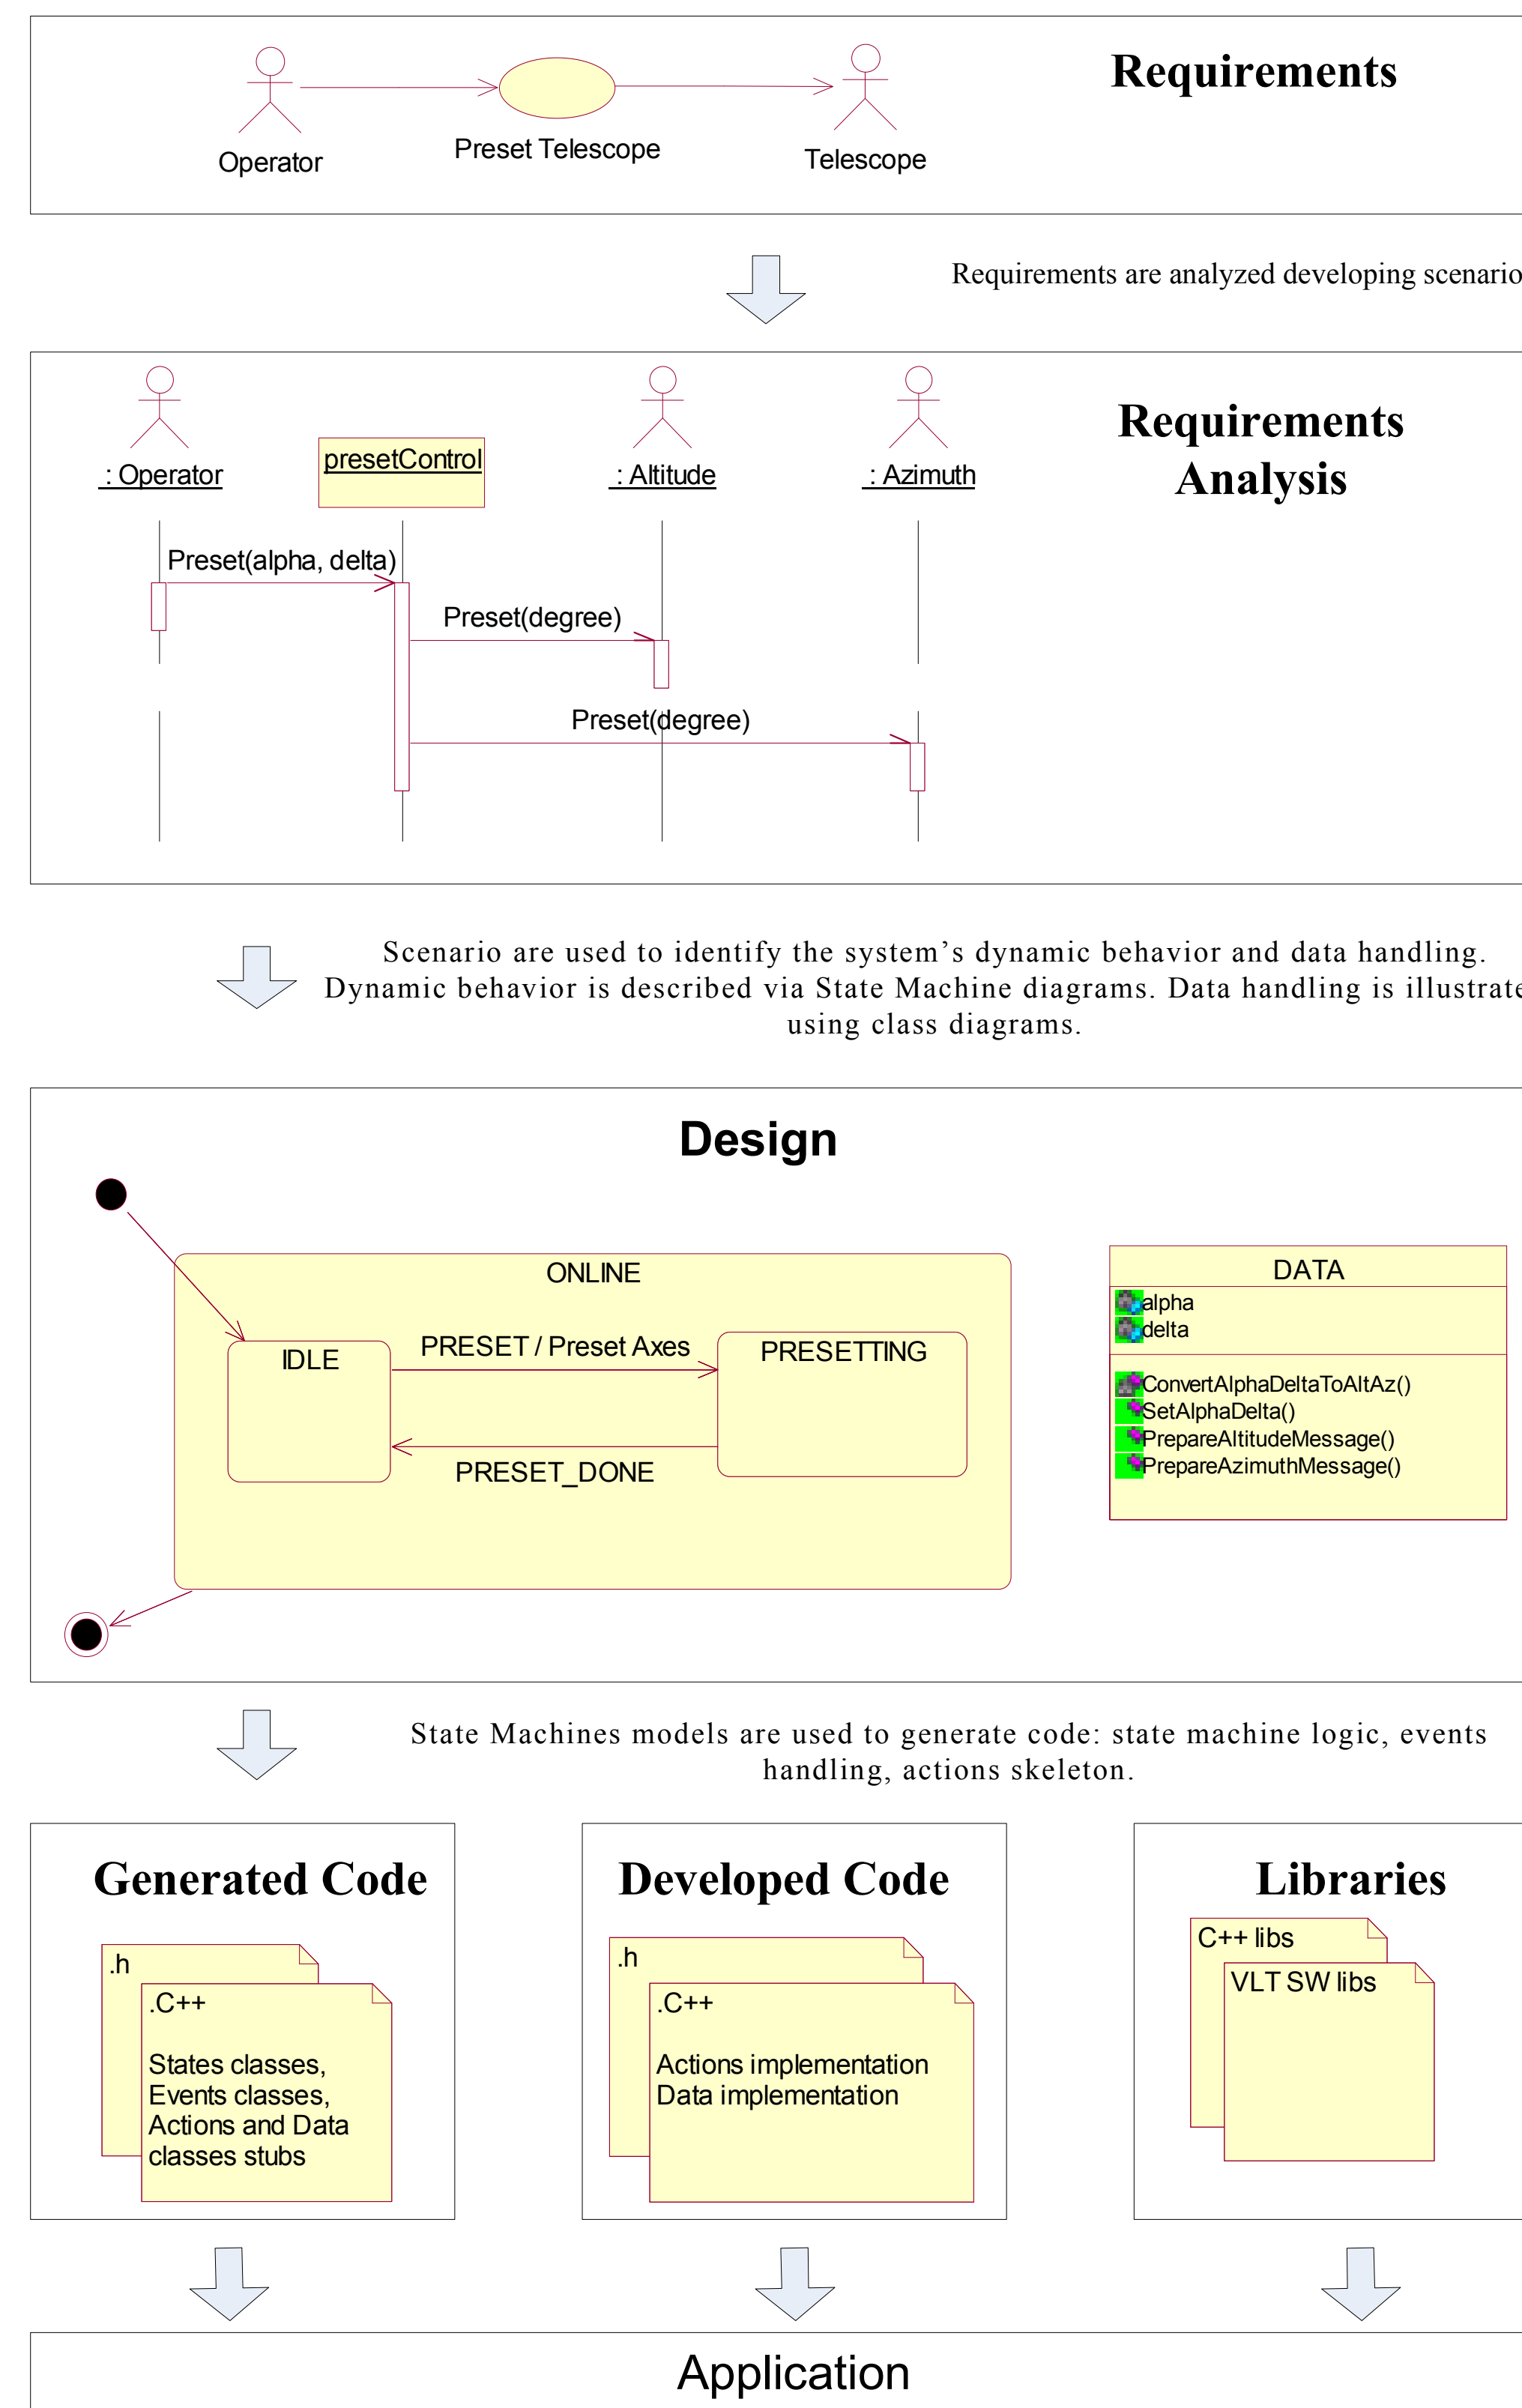 Requirements
Operator
Preset Telescope
Telescope
Requirements are analyzed developing scenario
Requirements
Analysis
: Operator
presetControl
: Altitude
: Azimuth
Preset(alpha, delta)
Preset(degree)
Preset(degree)
Scenario are used to identify the system's dynamic behavior and data handling.
Dynamic behavior is described via State Machine diagrams. Data handling is illustrate
using class diagrams.
Design
ONLINE
IDLE
PRESET / Preset Axes
PRESETTING
PRESET_DONE
DATA
alpha
delta
ConvertAlphaDeltaToAltAz()
SetAlphaDelta()
PrepareAltitudeMessage()
PrepareAzimuthMessage()
State Machines models are used to generate code: state machine logic, events
handling, actions skeleton.
Generated Code
.h
.C++
States classes,
Events classes,
Actions and Data
classes stubs
Developed Code
.h
.C++
Actions implementation
Data implementation
Libraries
C++ libs
VLT SW libs
Application